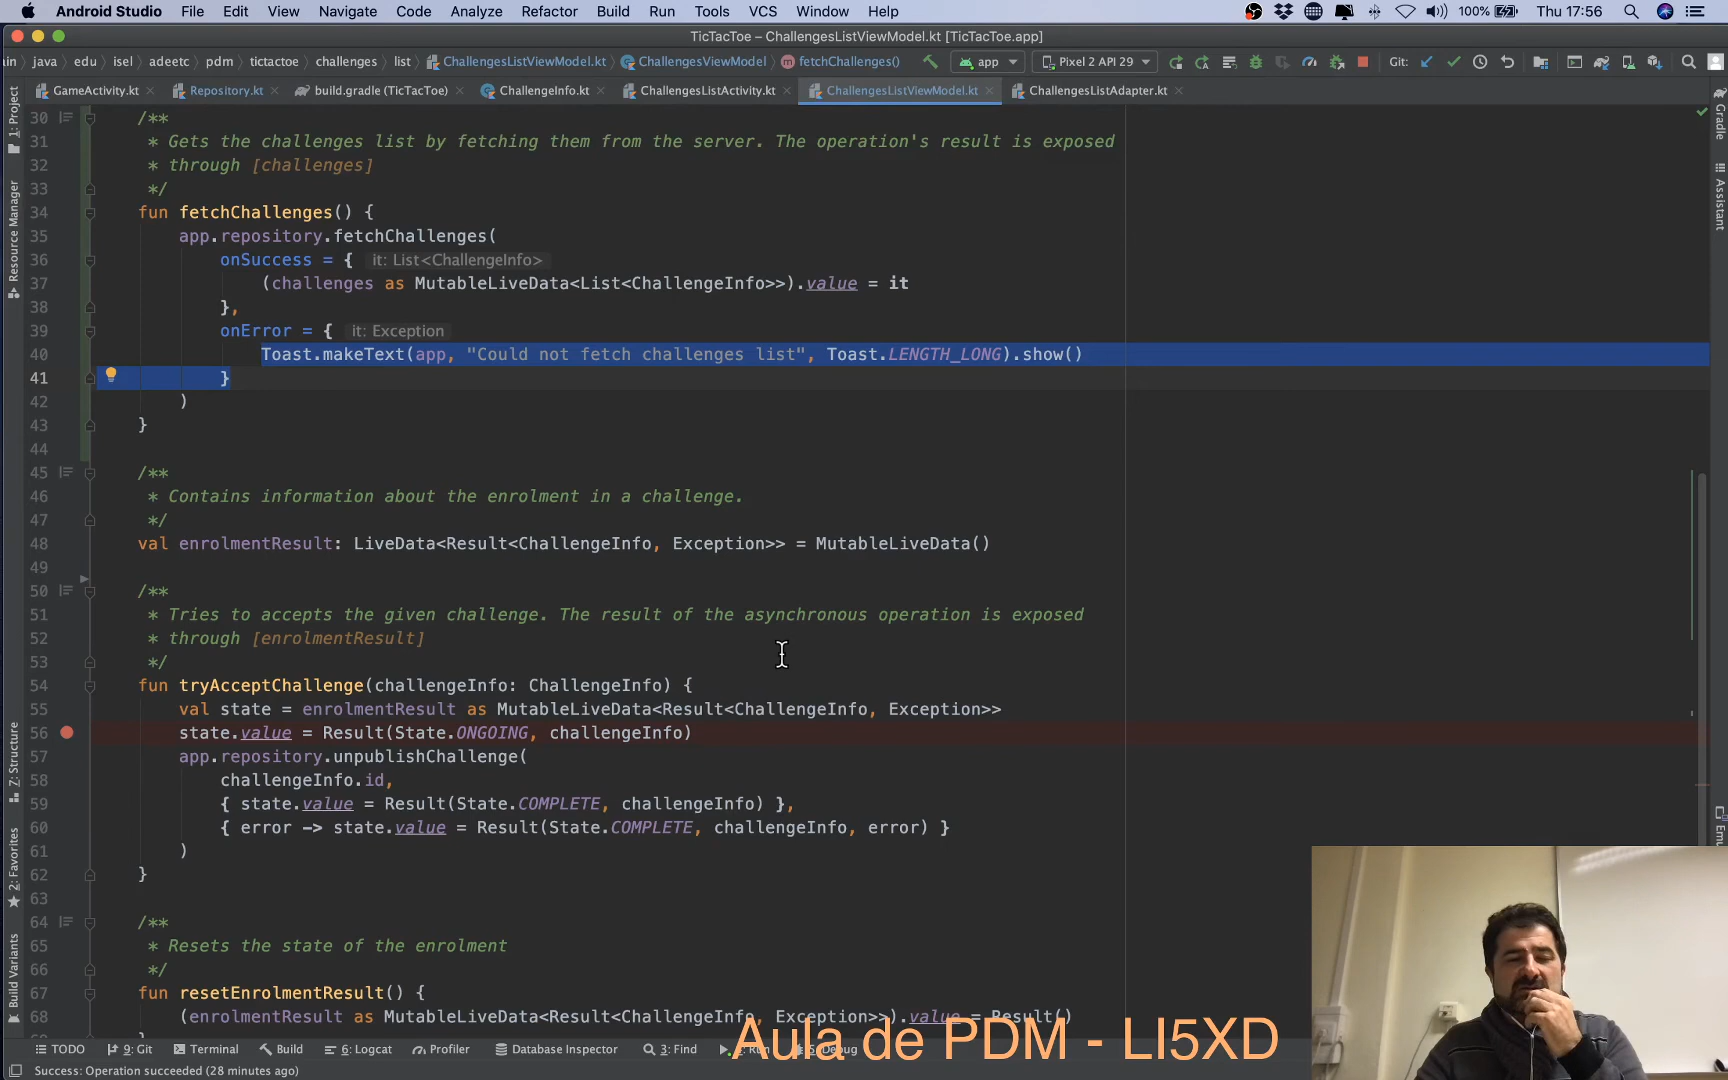 Android Studio File Edit View Navigate Code Analyze Refactor Build Run Tools VCS Window Help 100% Thu 17:56
TicTacToe – ChallengesListViewModel.kt [TicTacToe.app]
ain java edu isel adeetc pdm tictactoe challenges list ChallengesListViewModel.kt ChallengesViewModel fetchChallenges() app Pixel 2 API 29 Git:
GameActivity.kt Repository.kt build.gradle (TicTacToe) ChallengeInfo.kt ChallengesListActivity.kt ChallengesListViewModel.kt ChallengesListAdapter.kt
1: Project
Resource Manager
Z: Structure
2: Favorites
Build Variants
Gradle
Assistant
30 /**
31 * Gets the challenges list by fetching them from the server. The operation's result is exposed
32 * through [challenges]
33 */
34 fun fetchChallenges() {
35 app.repository.fetchChallenges(
36 onSuccess = { it: List<ChallengeInfo>
37 (challenges as MutableLiveData<List<ChallengeInfo>>).value = it
38 },
39 onError = { it: Exception
40 Toast.makeText(app, "Could not fetch challenges list", Toast.LENGTH_LONG).show()
41 }
42 )
43 }
44
45 /**
46 * Contains information about the enrolment in a challenge.
47 */
48 val enrolmentResult: LiveData<Result<ChallengeInfo, Exception>> = MutableLiveData()
49
50 /**
51 * Tries to accepts the given challenge. The result of the asynchronous operation is exposed
52 * through [enrolmentResult]
53 */
54 fun tryAcceptChallenge(challengeInfo: ChallengeInfo) {
55 val state = enrolmentResult as MutableLiveData<Result<ChallengeInfo, Exception>>
56 state.value = Result(State.ONGOING, challengeInfo)
57 app.repository.unpublishChallenge(
58 challengeInfo.id,
59 { state.value = Result(State.COMPLETE, challengeInfo) },
60 { error -> state.value = Result(State.COMPLETE, challengeInfo, error) }
61 )
62 }
63
64 /**
65 * Resets the state of the enrolment
66 */
67 fun resetEnrolmentResult() {
68 (enrolmentResult as MutableLiveData<Result<ChallengeInfo, Exception>>).value = Result()
Aula de PDM - LI5XD
TODO 9: Git Terminal Build 6: Logcat Profiler Database Inspector 3: Find
Success: Operation succeeded (28 minutes ago)